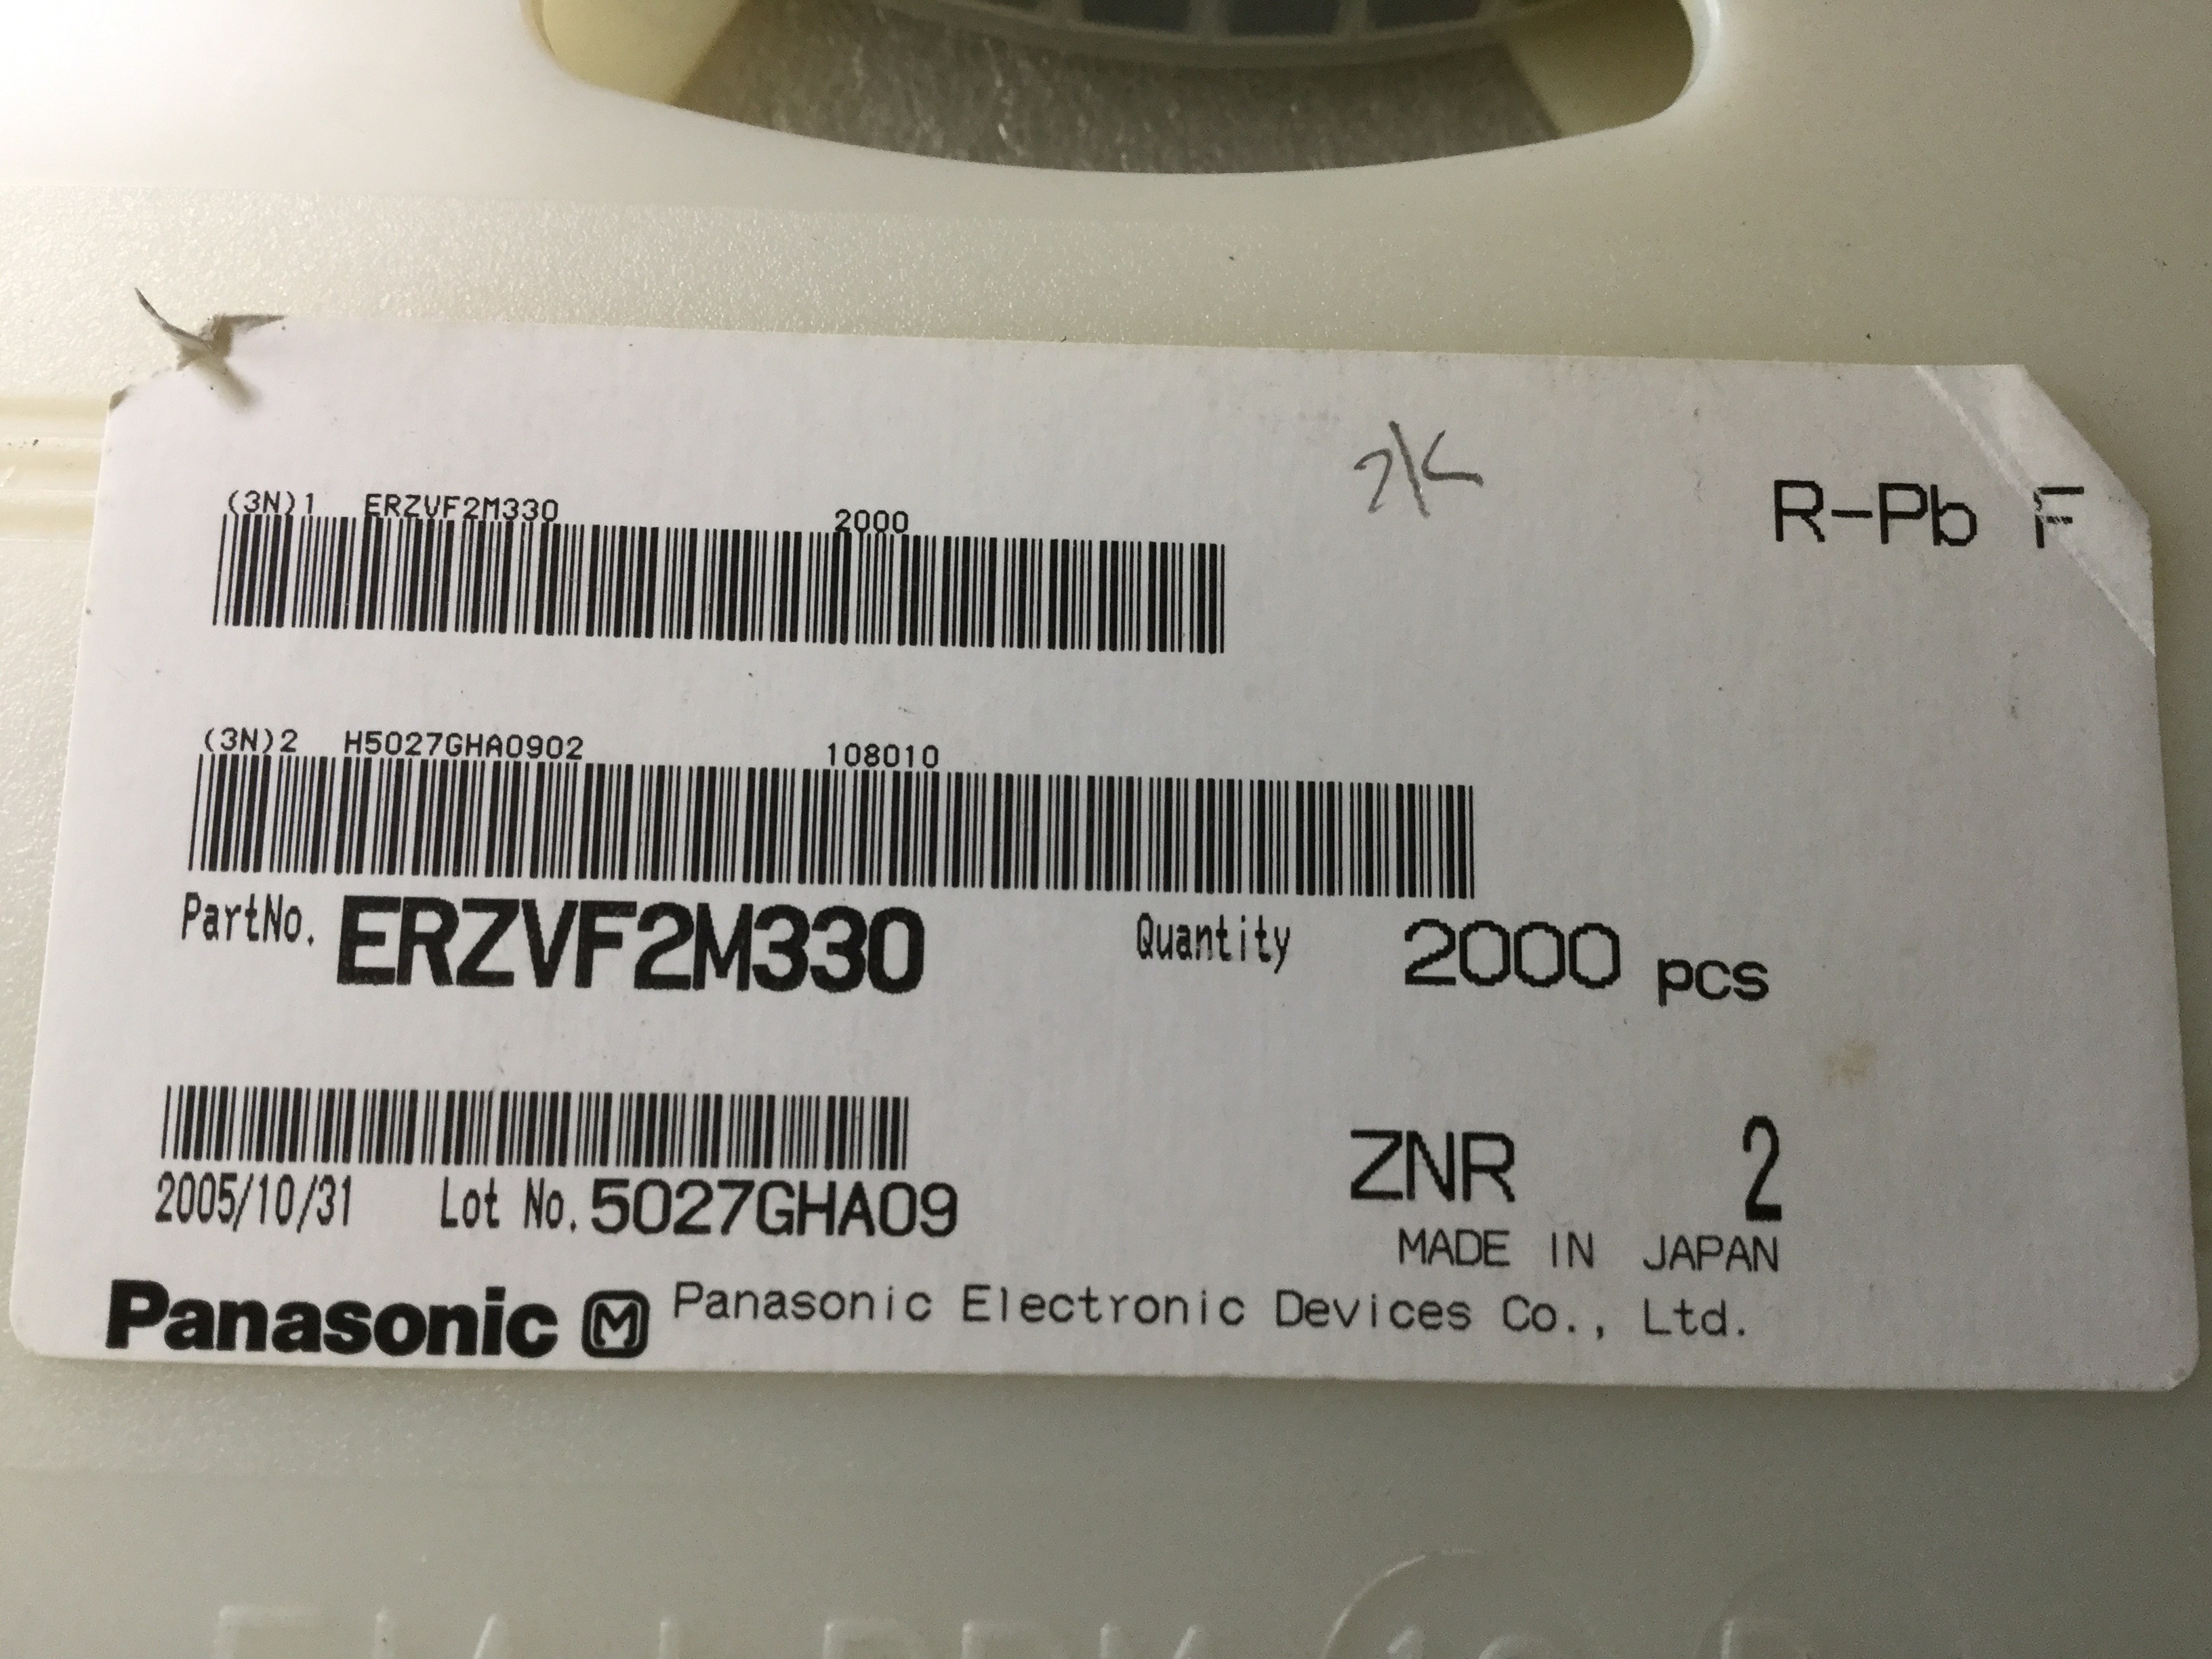 2K
R-Pb F
(3N)1 ERZVF2M330 2000
(3N)2 H5027GHA0902 108010
PartNo. ERZVF2M330 Quantity 2000 pcs
ZNR 2
2005/10/31 Lot No. 5027GHA09
MADE IN JAPAN
Panasonic M Panasonic Electronic Devices Co., Ltd.